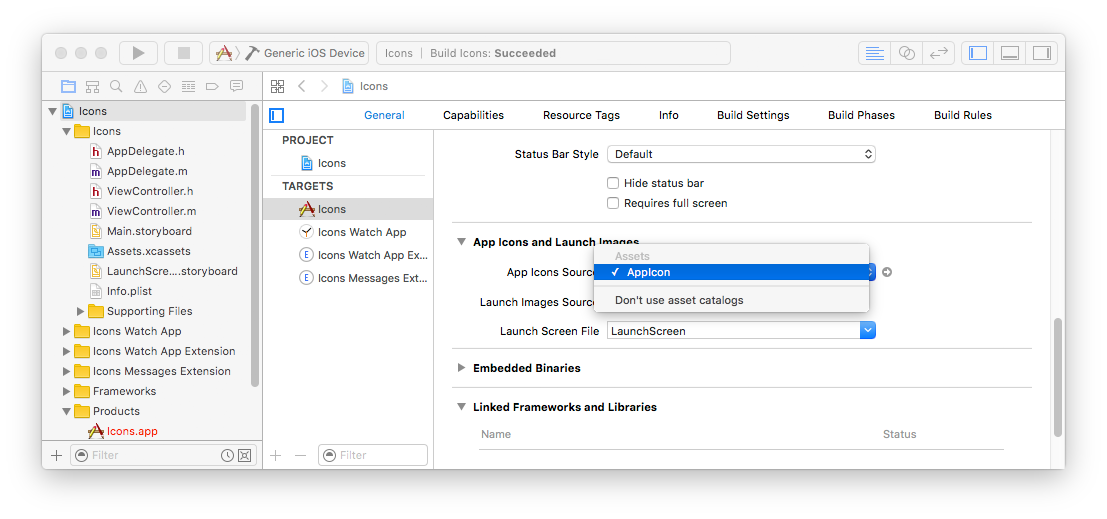 Generic iOS Device
Icons | Build Icons: Succeeded
Icons
General Capabilities Resource Tags Info Build Settings Build Phases Build Rules
Icons
Icons
h AppDelegate.h
m AppDelegate.m
h ViewController.h
m ViewController.m
Main.storyboard
Assets.xcassets
LaunchScre....storyboard
Info.plist
Supporting Files
Icons Watch App
Icons Watch App Extension
Icons Messages Extension
Frameworks
Products
Icons.app
Filter
PROJECT
Icons
TARGETS
Icons
Icons Watch App
E Icons Watch App Ex...
E Icons Messages Ext...
Filter
Status Bar Style Default
Hide status bar
Requires full screen
App Icons and Launch Images
App Icons Source
Assets
✓ AppIcon
Don't use asset catalogs
Launch Images Source
Launch Screen File LaunchScreen
Embedded Binaries
Linked Frameworks and Libraries
Name Status